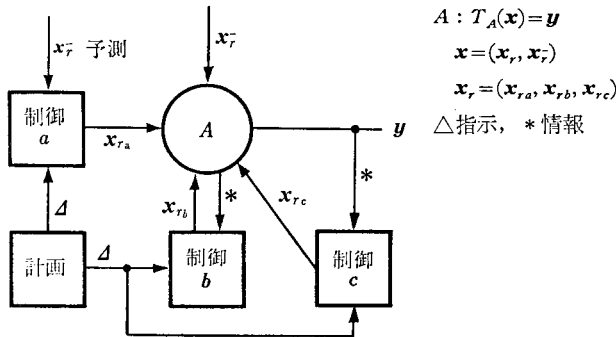 x_r̄ 予測
x_r̄
A : T_A(x)=y
x=(x_r, x_r̄)
x_r=(x_ra, x_rb, x_rc)
△指示, *情報
制御
a
x_ra
A
y
Δ
x_rb
*
x_rc
*
計画
Δ
制御
b
制御
c